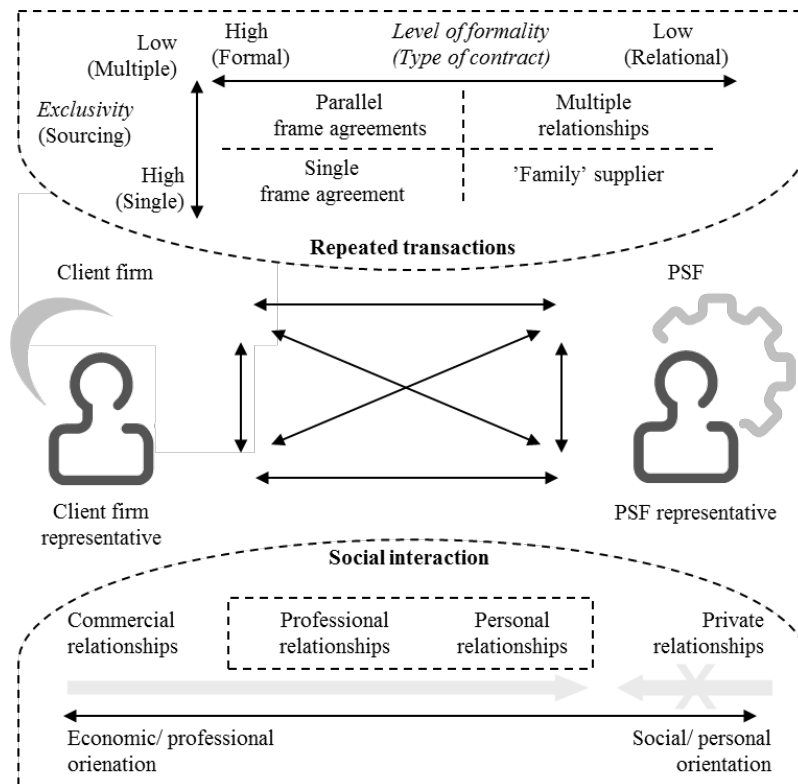 High
(Formal)
Level of formality
(Type of contract)
Low
(Relational)
Low
(Multiple)
Exclusivity
(Sourcing)
High
(Single)
Parallel
frame agreements
Multiple
relationships
Single
frame agreement
’Family’ supplier
Repeated transactions
Client firm
PSF
Client firm
representative
PSF representative
Social interaction
Commercial
relationships
Professional
relationships
Personal
relationships
Private
relationships
X
Economic/ professional
orienation
Social/ personal
orientation